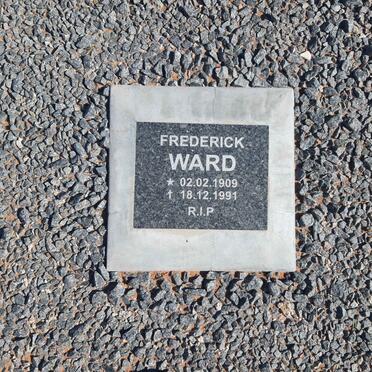 FREDERICK
WARD
★ 02.02.1909
† 18.12.1991
R.I.P